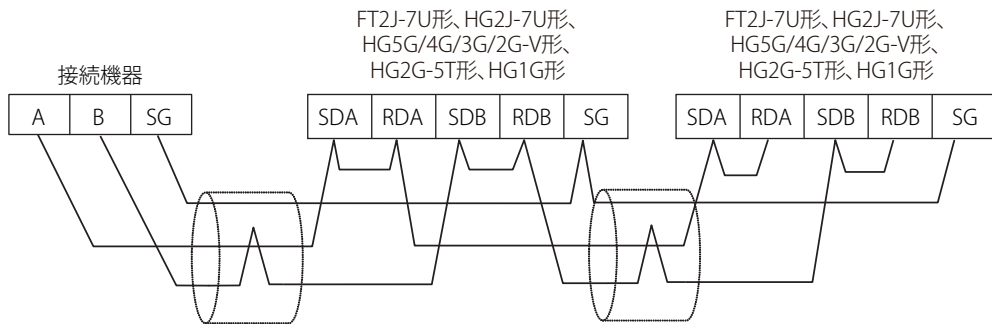 FT2J-7U形、HG2J-7U形、
HG5G/4G/3G/2G-V形、
HG2G-5T形、HG1G形
FT2J-7U形、HG2J-7U形、
HG5G/4G/3G/2G-V形、
HG2G-5T形、HG1G形
接続機器
A B SG
SDA RDA SDB RDB SG
SDA RDA SDB RDB SG